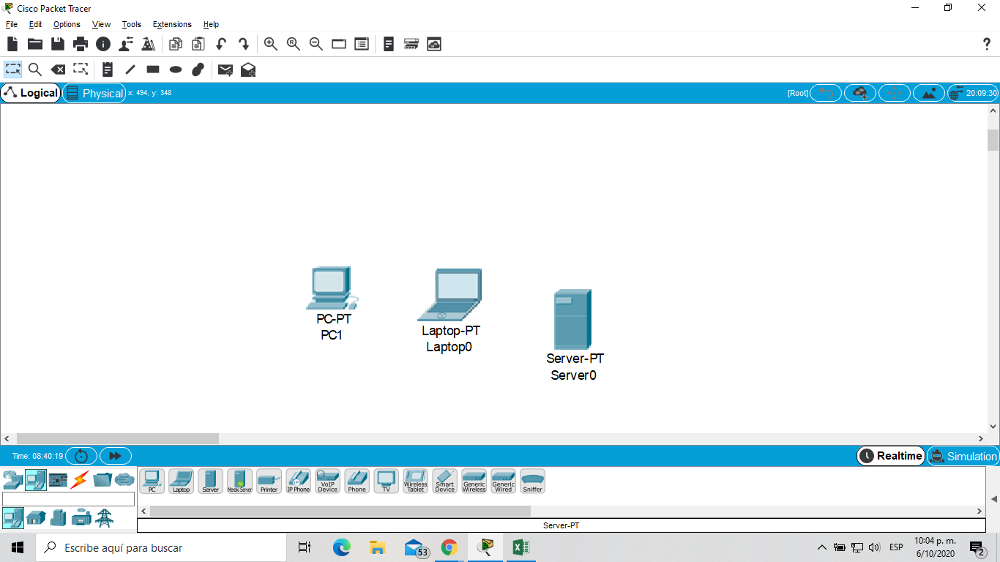 Cisco Packet Tracer
File Edit Options View Tools Extensions Help
Logical Physical x: 494, y: 348 [Root] 20:09:30
PC-PT
PC1
Laptop-PT
Laptop0
Server-PT
Server0
Time: 08:40:19 Realtime Simulation
PC Laptop Server Meraki Server Printer IP Phone VoIP Device Phone TV Wireless Tablet Smart Device Generic Wireless Generic Wired Sniffer
Server-PT
Escribe aquí para buscar 53 ESP 10:04 p. m.
6/10/2020 2